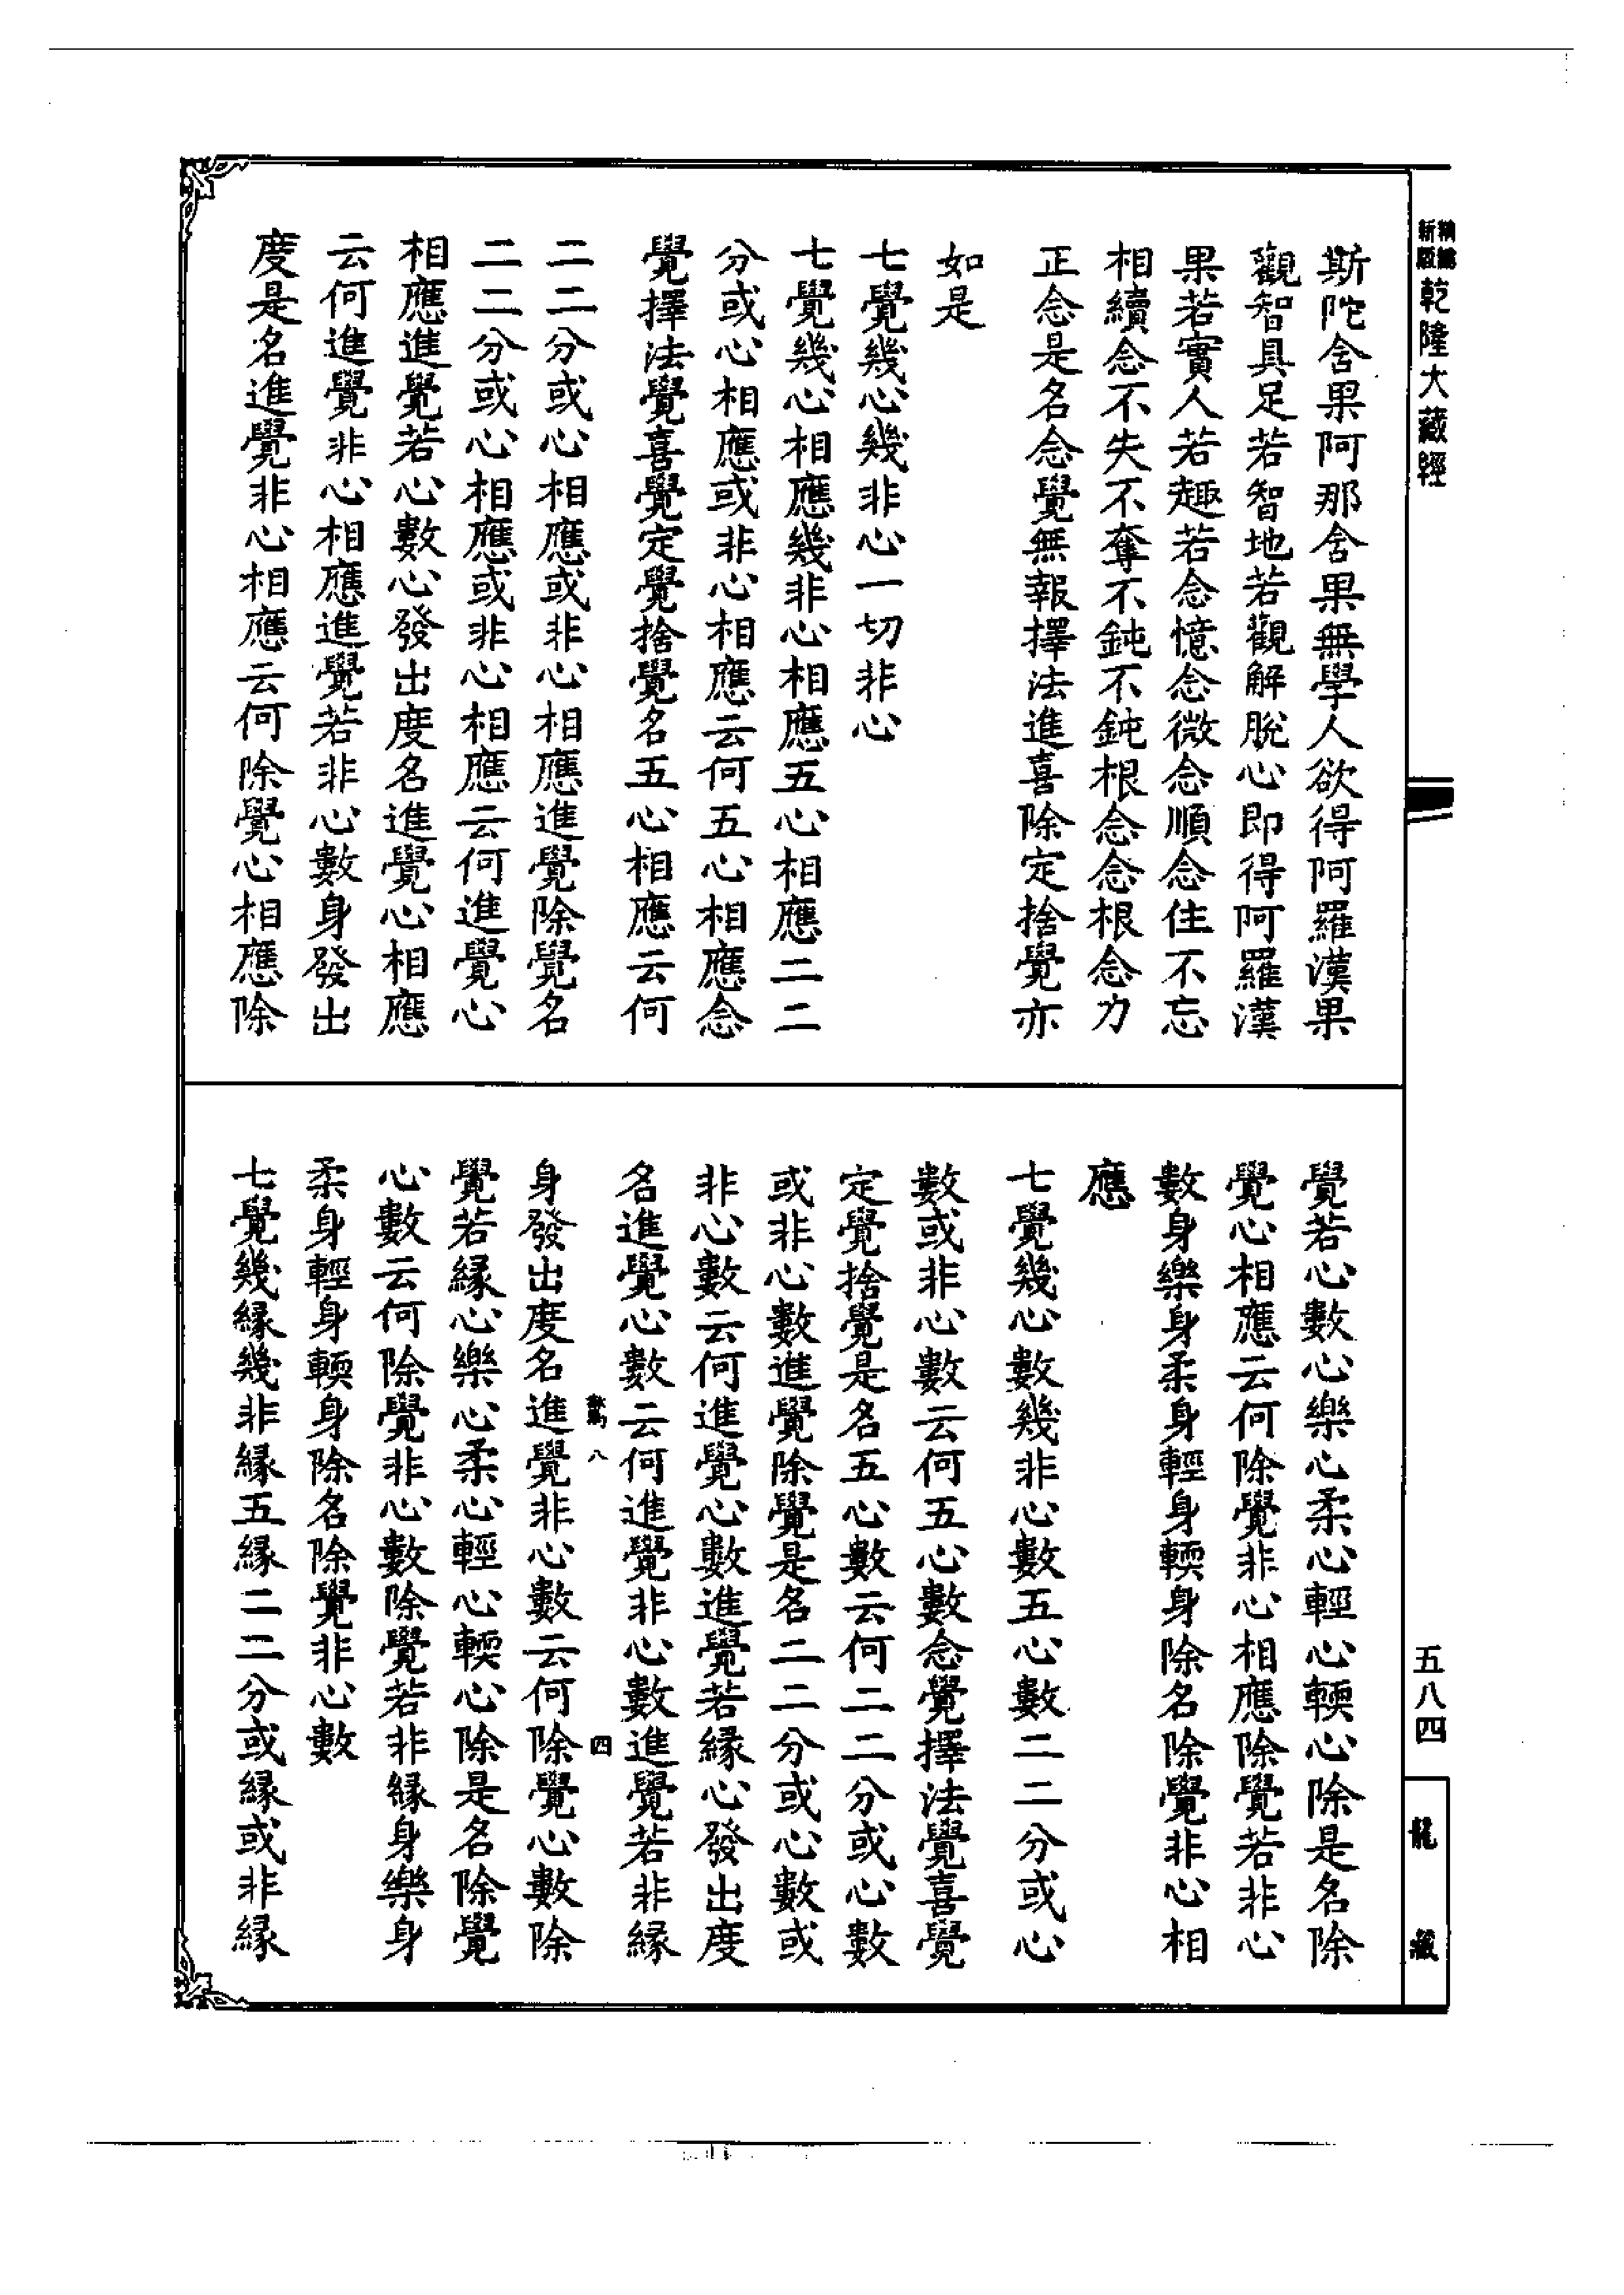 精編新版乾隆大藏經
斯陀含果阿那含果無學人欲得阿羅漢果
觀智具足若智地若觀解脫心即得阿羅漢
果若實人若趣若念憶念微念順念住不忘
相續念不失不奪不鈍不鈍根念念根念力
正念是名念覺無報擇法進喜除定捨覺亦
如是
七覺幾心幾非心一切非心
七覺幾心相應幾非心相應五心相應二二
分或心相應或非心相應云何五心相應念
覺擇法覺喜覺定覺捨覺名五心相應云何
二二分或心相應或非心相應進覺除覺名
二二分或心相應或非心相應云何進覺心
相應進覺若心數心發出度名進覺心相應
云何進覺非心相應進覺若非心數身發出
度是名進覺非心相應云何除覺心相應除
覺若心數心樂心柔心輕心輭心除是名除
覺心相應云何除覺非心相應除覺若非心
數身樂身柔身輕身輭身除名除覺非心相
應
七覺幾心數幾非心數五心數二二分或心
數或非心數云何五心數念覺擇法覺喜覺
定覺捨覺是名五心數云何二二分或心數
或非心數進覺除覺是名二二分或心數或
非心數云何進覺心數進覺若緣心發出度
名進覺心數云何進覺非心數進覺若非緣
八 四
身發出度名進覺非心數云何除覺心數除
覺若緣心樂心柔心輕心輭心除是名除覺
心數云何除覺非心數除覺若非緣身樂身
柔身輕身輭身除名除覺非心數
七覺幾緣幾非緣五緣二二分或緣或非緣
五八四
龍藏